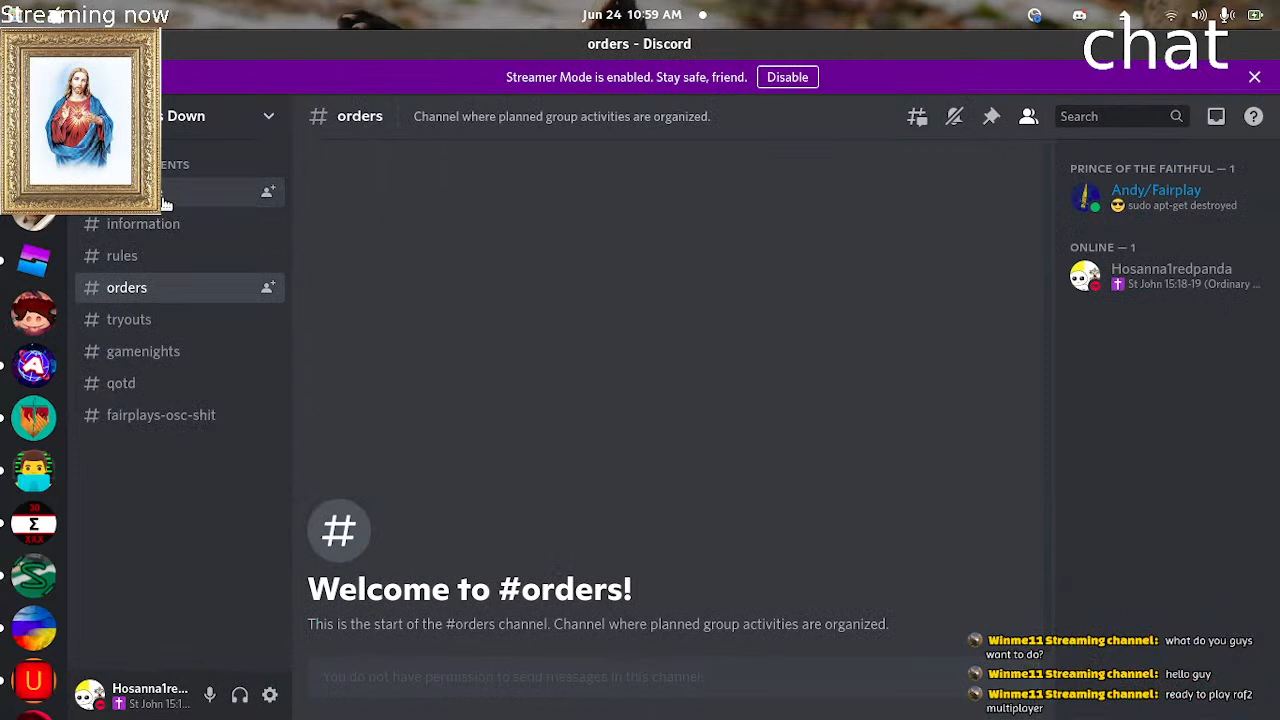 Streaming now
Jun 24 10:59 AM
orders - Discord
chat
Streamer Mode is enabled. Stay safe, friend.
Disable
s Down
orders
Channel where planned group activities are organized.
Search
ENTS
information
rules
orders
tryouts
gamenights
qotd
fairplays-osc-shit
PRINCE OF THE FAITHFUL — 1
Andy/Fairplay
sudo apt-get destroyed
ONLINE — 1
Hosanna1redpanda
St John 15:18-19 (Ordinary ...
30
Σ
XXX
U
Welcome to #orders!
This is the start of the #orders channel. Channel where planned group activities are organized.
You do not have permission to send messages in this channel.
Hosanna1re...
St John 15:1...
Winme11 Streaming channel: what do you guys
want to do?
Winme11 Streaming channel: hello guy
Winme11 Streaming channel: ready to play raf2
multiplayer